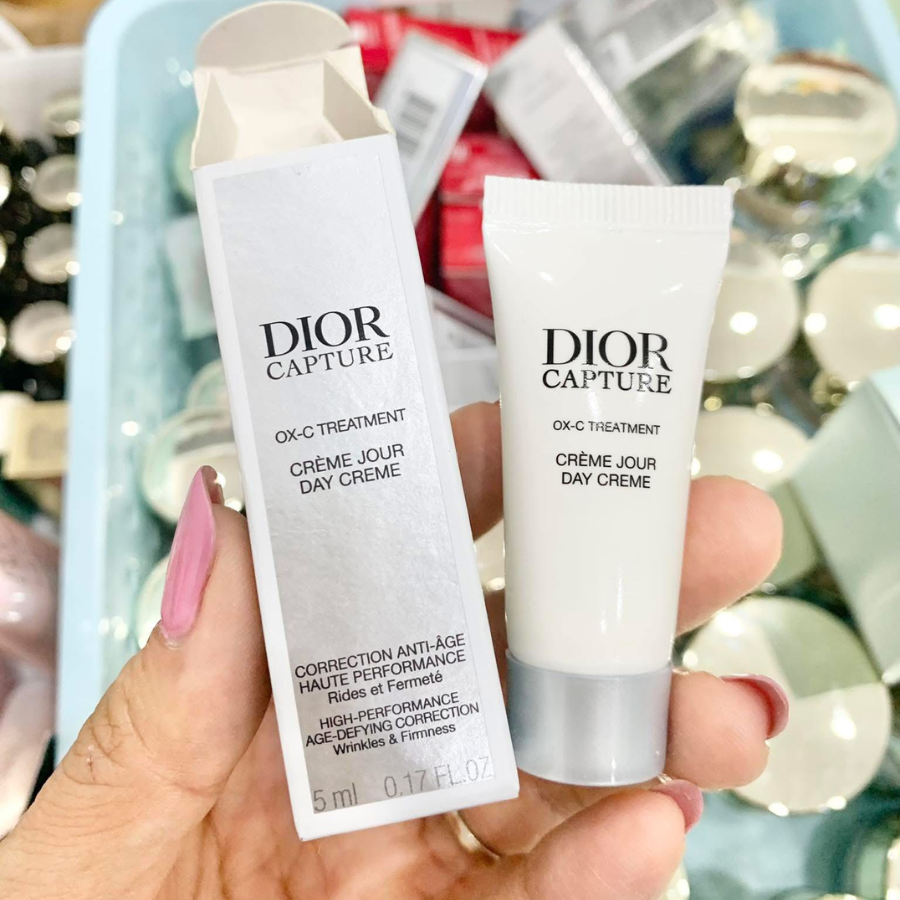 DIOR
CAPTURE
OX-C TREATMENT
CRÈME JOUR
DAY CREME
CORRECTION ANTI-ÂGE
HAUTE PERFORMANCE
Rides et Fermeté
HIGH-PERFORMANCE
AGE-DEFYING CORRECTION
Wrinkles & Firmness
5 ml 0.17 FL.OZ
DIOR
CAPTURE
OX-C TREATMENT
CRÈME JOUR
DAY CREME